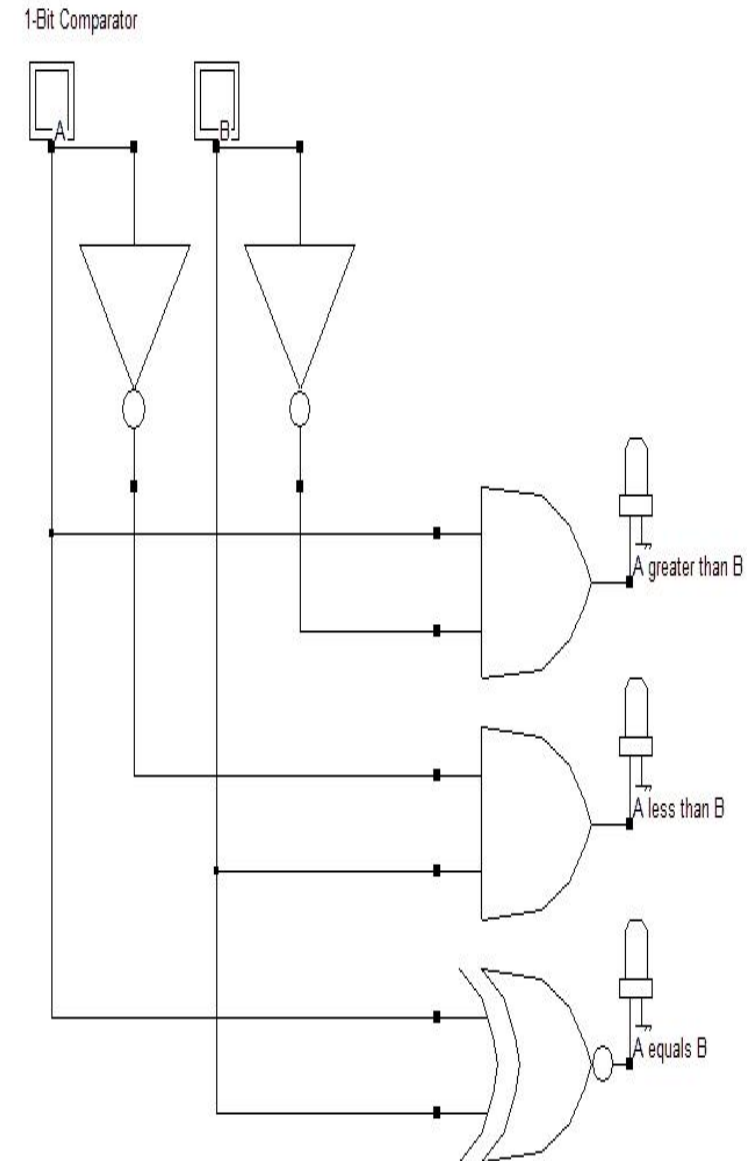 1-Bit Comparator
A
B
A greater than B
A less than B
A equals B